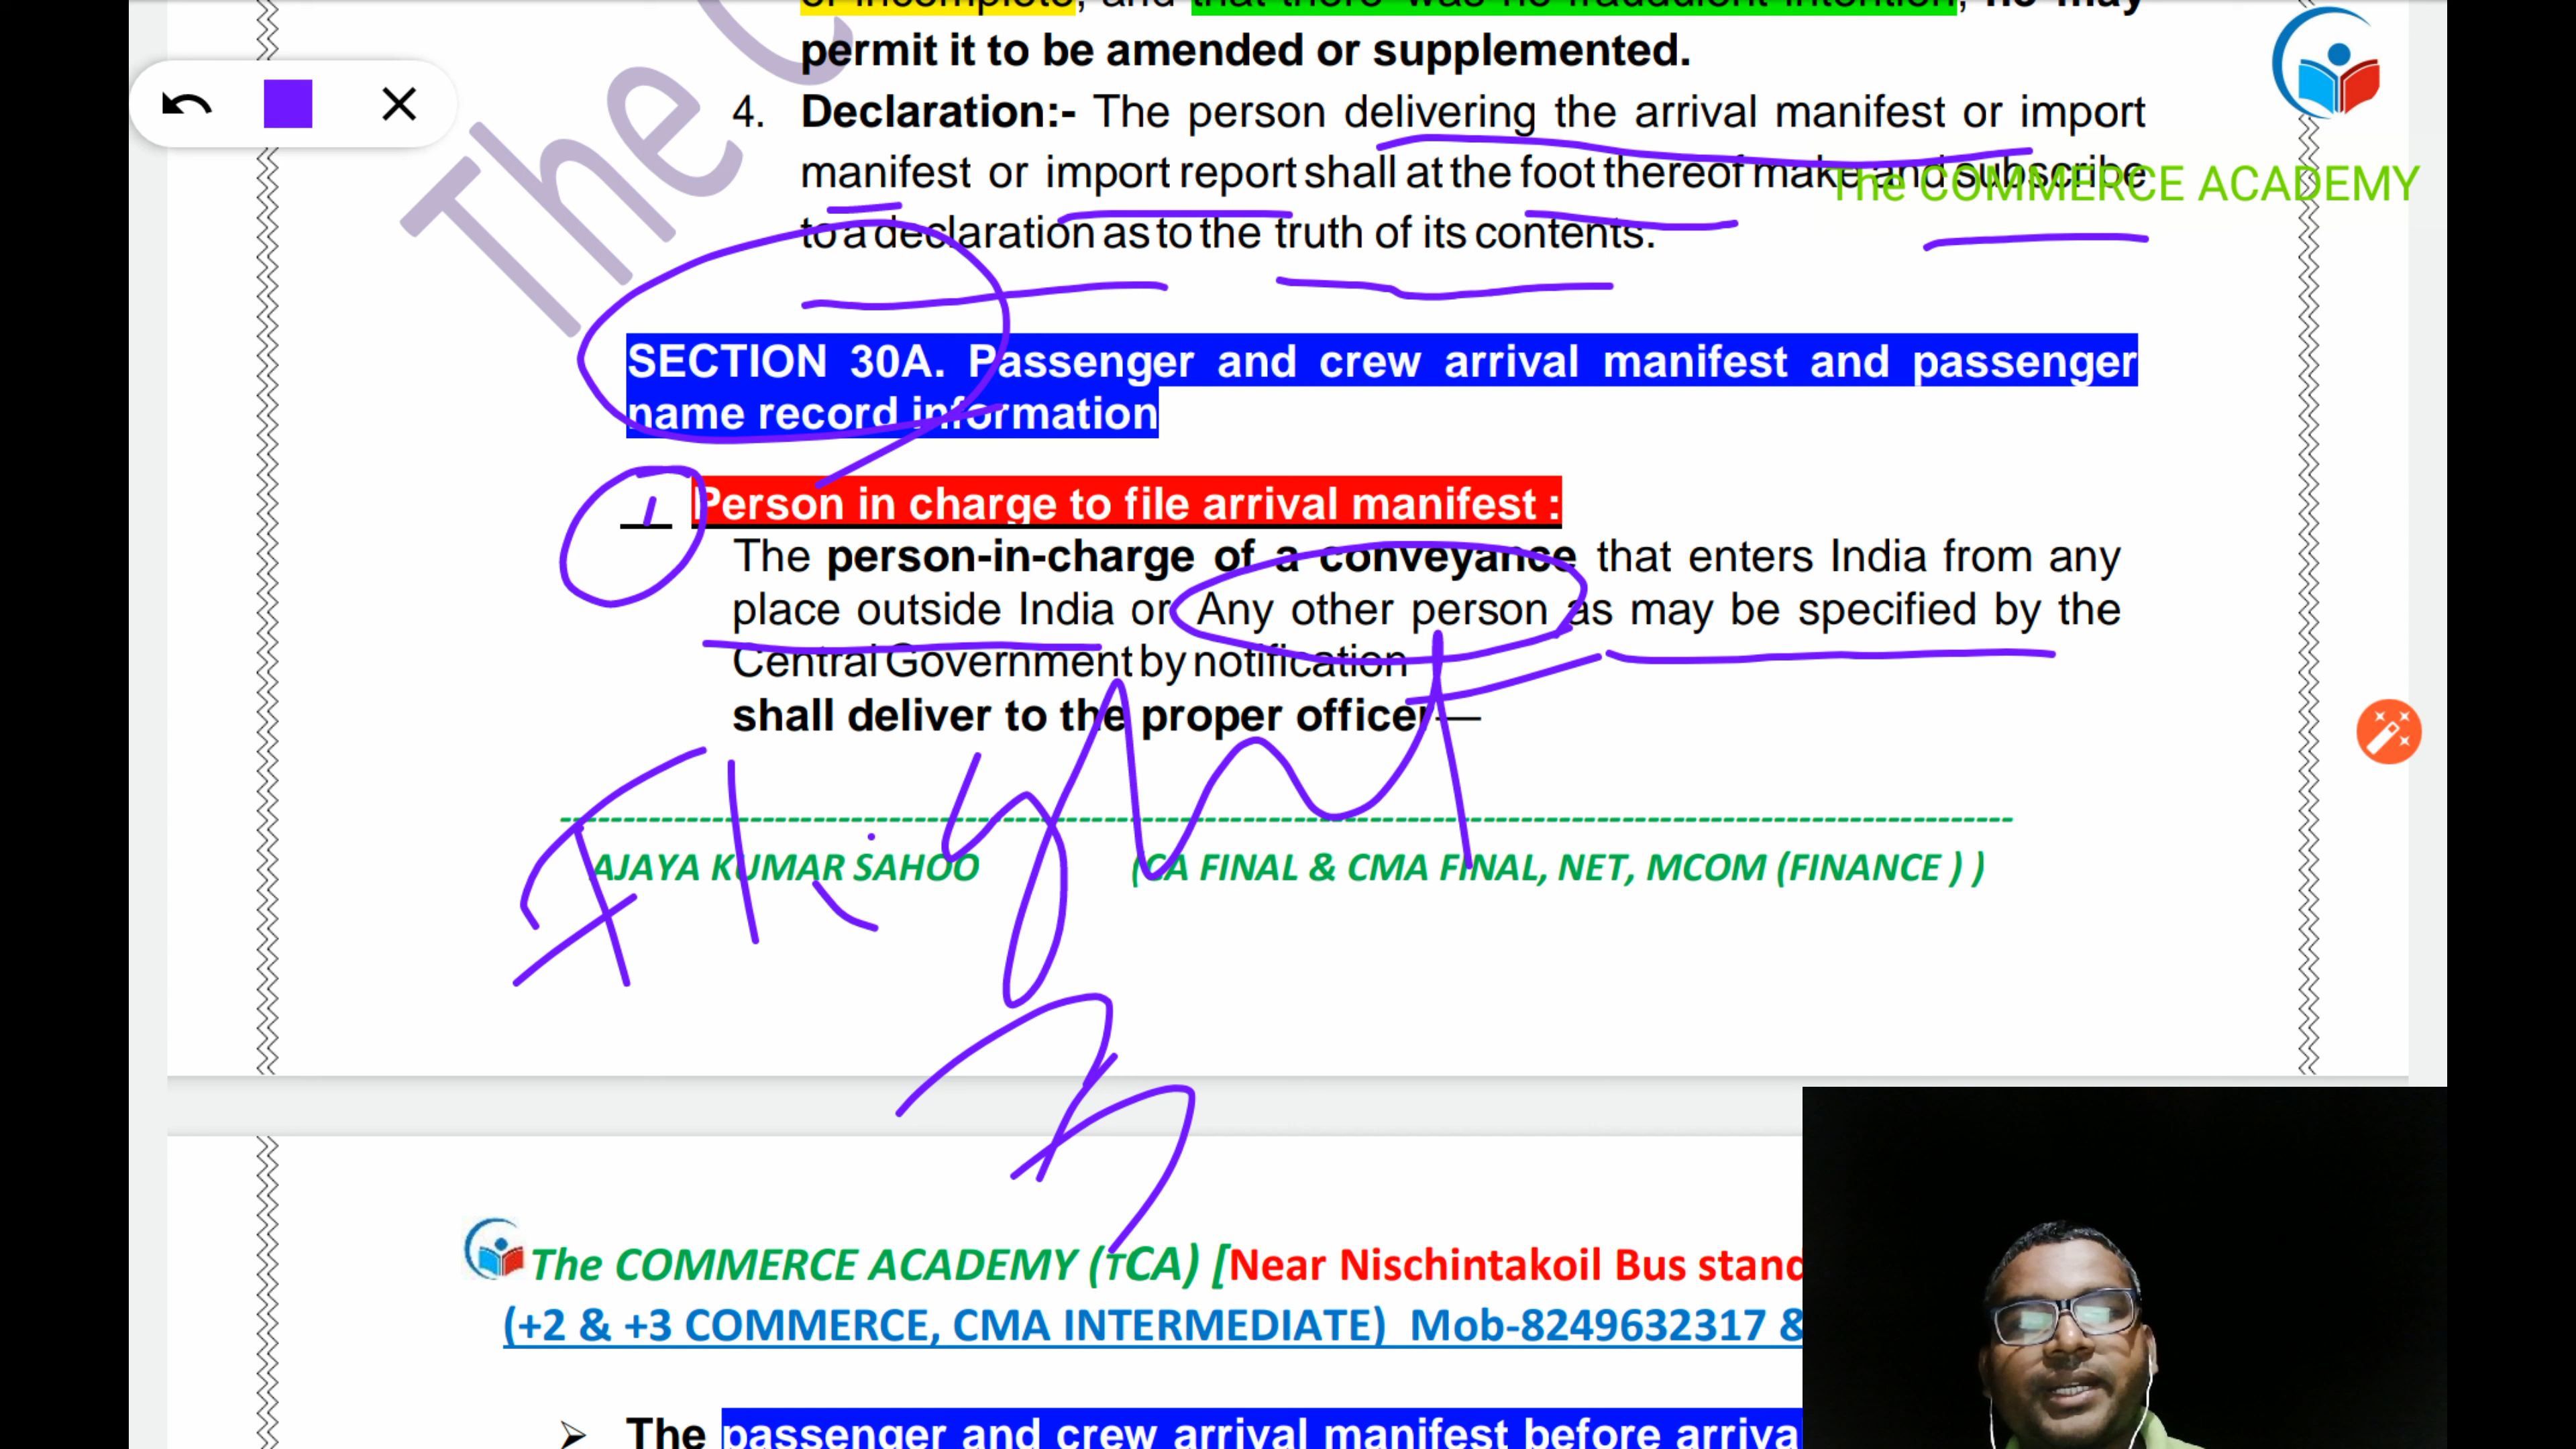 permit it to be amended or supplemented.
4. Declaration:- The person delivering the arrival manifest or import
manifest or import report shall at the foot thereof make and subscribe
The COMMERCE ACADEMY
to a declaration as to the truth of its contents.
The
SECTION 30A. Passenger and crew arrival manifest and passenger
name record information
1 Person in charge to file arrival manifest :
The person-in-charge of a conveyance that enters India from any
place outside India or Any other person as may be specified by the
Central Government by notification
shall deliver to the proper officer—
Flight
AJAYA KUMAR SAHOO (CA FINAL & CMA FINAL, NET, MCOM (FINANCE ) )
The COMMERCE ACADEMY (TCA) [Near Nischintakoil Bus stand
(+2 & +3 COMMERCE, CMA INTERMEDIATE) Mob-8249632317 &
➢ The passenger and crew arrival manifest before arriva